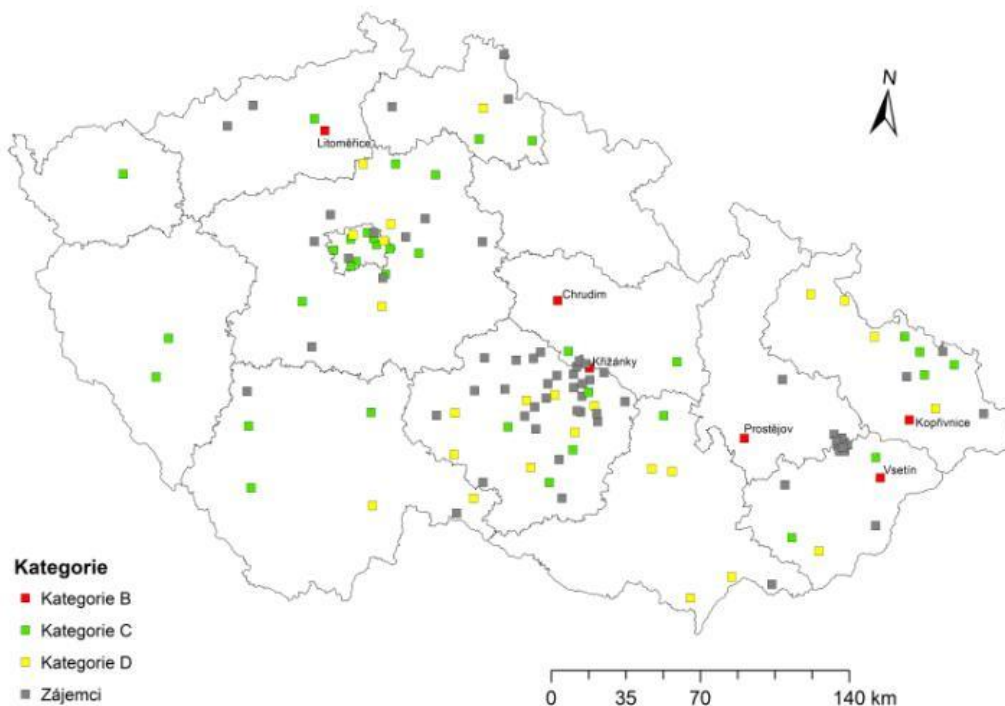 N
Litoměřice
Chrudim
Křižánky
Prostějov
Kopřivnice
Vsetín
Kategorie
Kategorie B
Kategorie C
Kategorie D
Zájemci
0 35 70 140 km